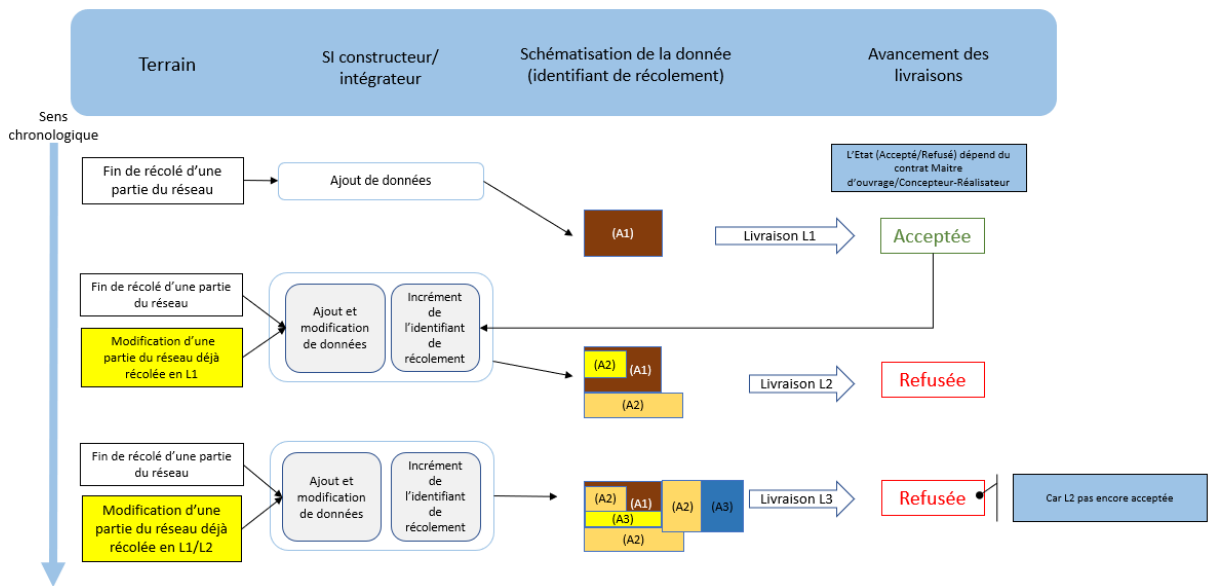 Terrain
SI constructeur/
intégrateur
Schématisation de la donnée
(identifiant de récolement)
Avancement des
livraisons
Sens
chronologique
Fin de récolé d’une
partie du réseau
Ajout de données
L’Etat (Accepté/Refusé) dépend du
contrat Maitre
d’ouvrage/Concepteur-Réalisateur
(A1)
Livraison L1
Acceptée
Fin de récolé d’une partie
du réseau
Modification d’une
partie du réseau déjà
récolée en L1
Ajout et
modification
de données
Incrément
de
l’identifiant
de
récolement
(A2)
(A1)
(A2)
Livraison L2
Refusée
Fin de récolé d’une partie
du réseau
Modification d’une
partie du réseau déjà
récolée en L1/L2
Ajout et
modification
de données
Incrément
de
l’identifiant
de
récolement
(A2)
(A1)
(A2)
(A3)
(A3)
(A2)
Livraison L3
Refusée
Car L2 pas encore acceptée